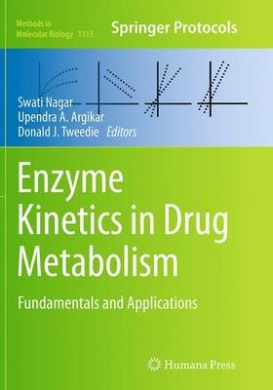 Methods in
Molecular Biology 1113
Springer Protocols
Swati Nagar
Upendra A. Argikar
Donald J. Tweedie Editors
Enzyme
Kinetics in Drug
Metabolism
Fundamentals and Applications
Humana Press